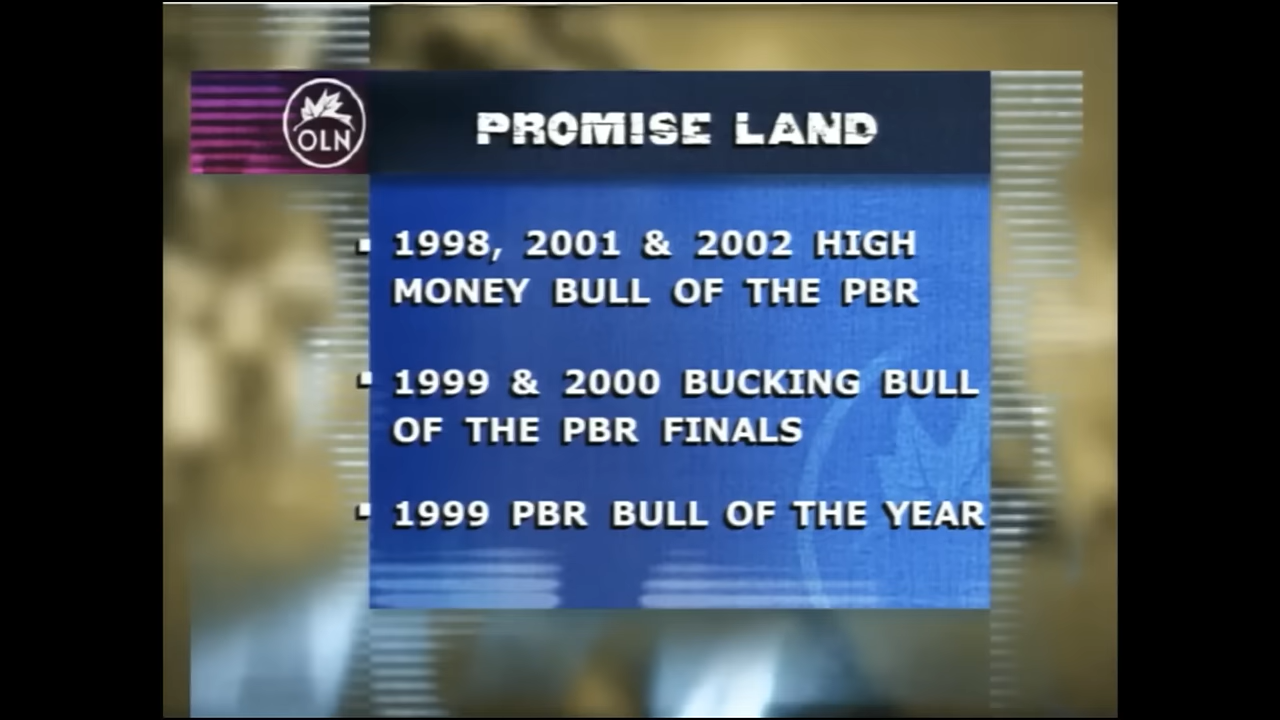 OLN
PROMISE LAND
▪ 1998, 2001 & 2002 HIGH
MONEY BULL OF THE PBR
▪ 1999 & 2000 BUCKING BULL
OF THE PBR FINALS
▪ 1999 PBR BULL OF THE YEAR